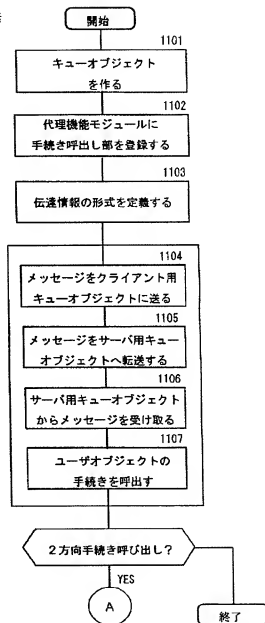 開始
1101
キューオブジェクト
を作る
1102
代理機能モジュールに
手続き呼出し部を登録する
1103
伝達情報の形式を定義する
1104
メッセージをクライアント用
キューオブジェクトに送る
1105
メッセージをサーバ用キュー
オブジェクトへ転送する
1106
サーバ用キューオブジェクト
からメッセージを受け取る
1107
ユーザオブジェクトの
手続きを呼出す
2方向手続き呼び出し?
YES
A
終了